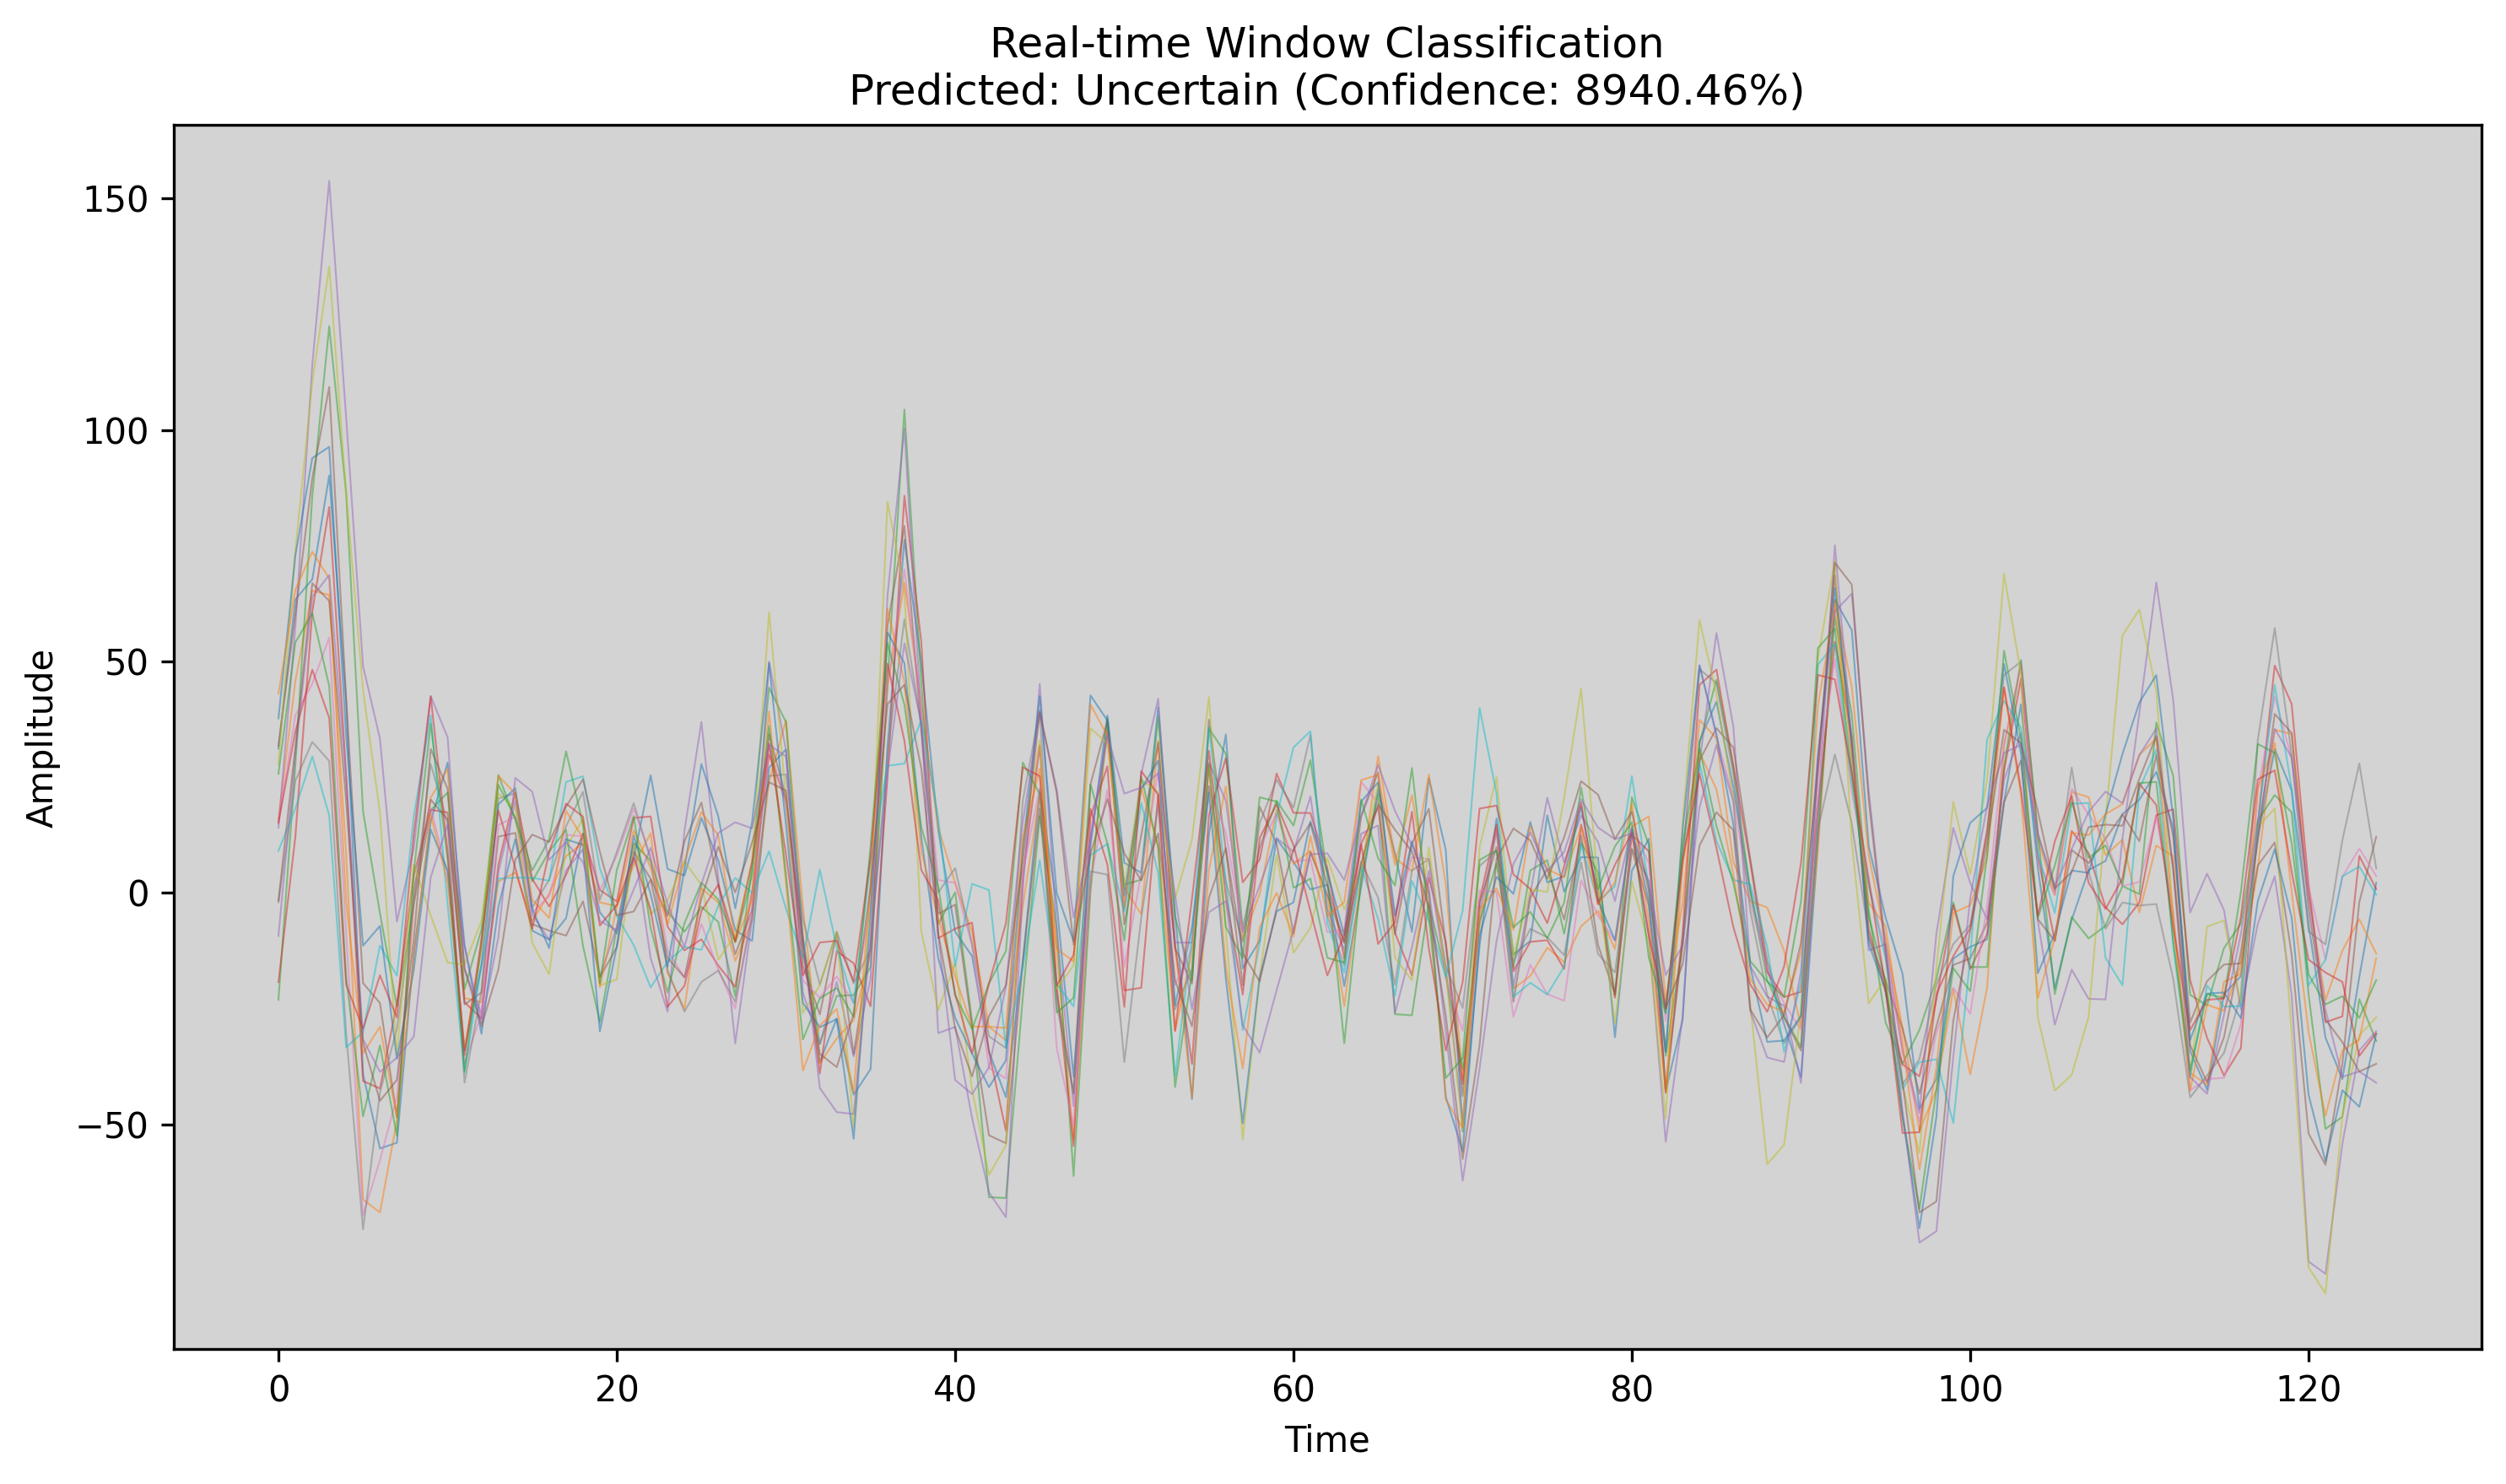 Real-time Window Classification
Predicted: Uncertain (Confidence: 8940.46%)
150
100
50
0
−50
Amplitude
0 20 40 60 80 100 120
Time